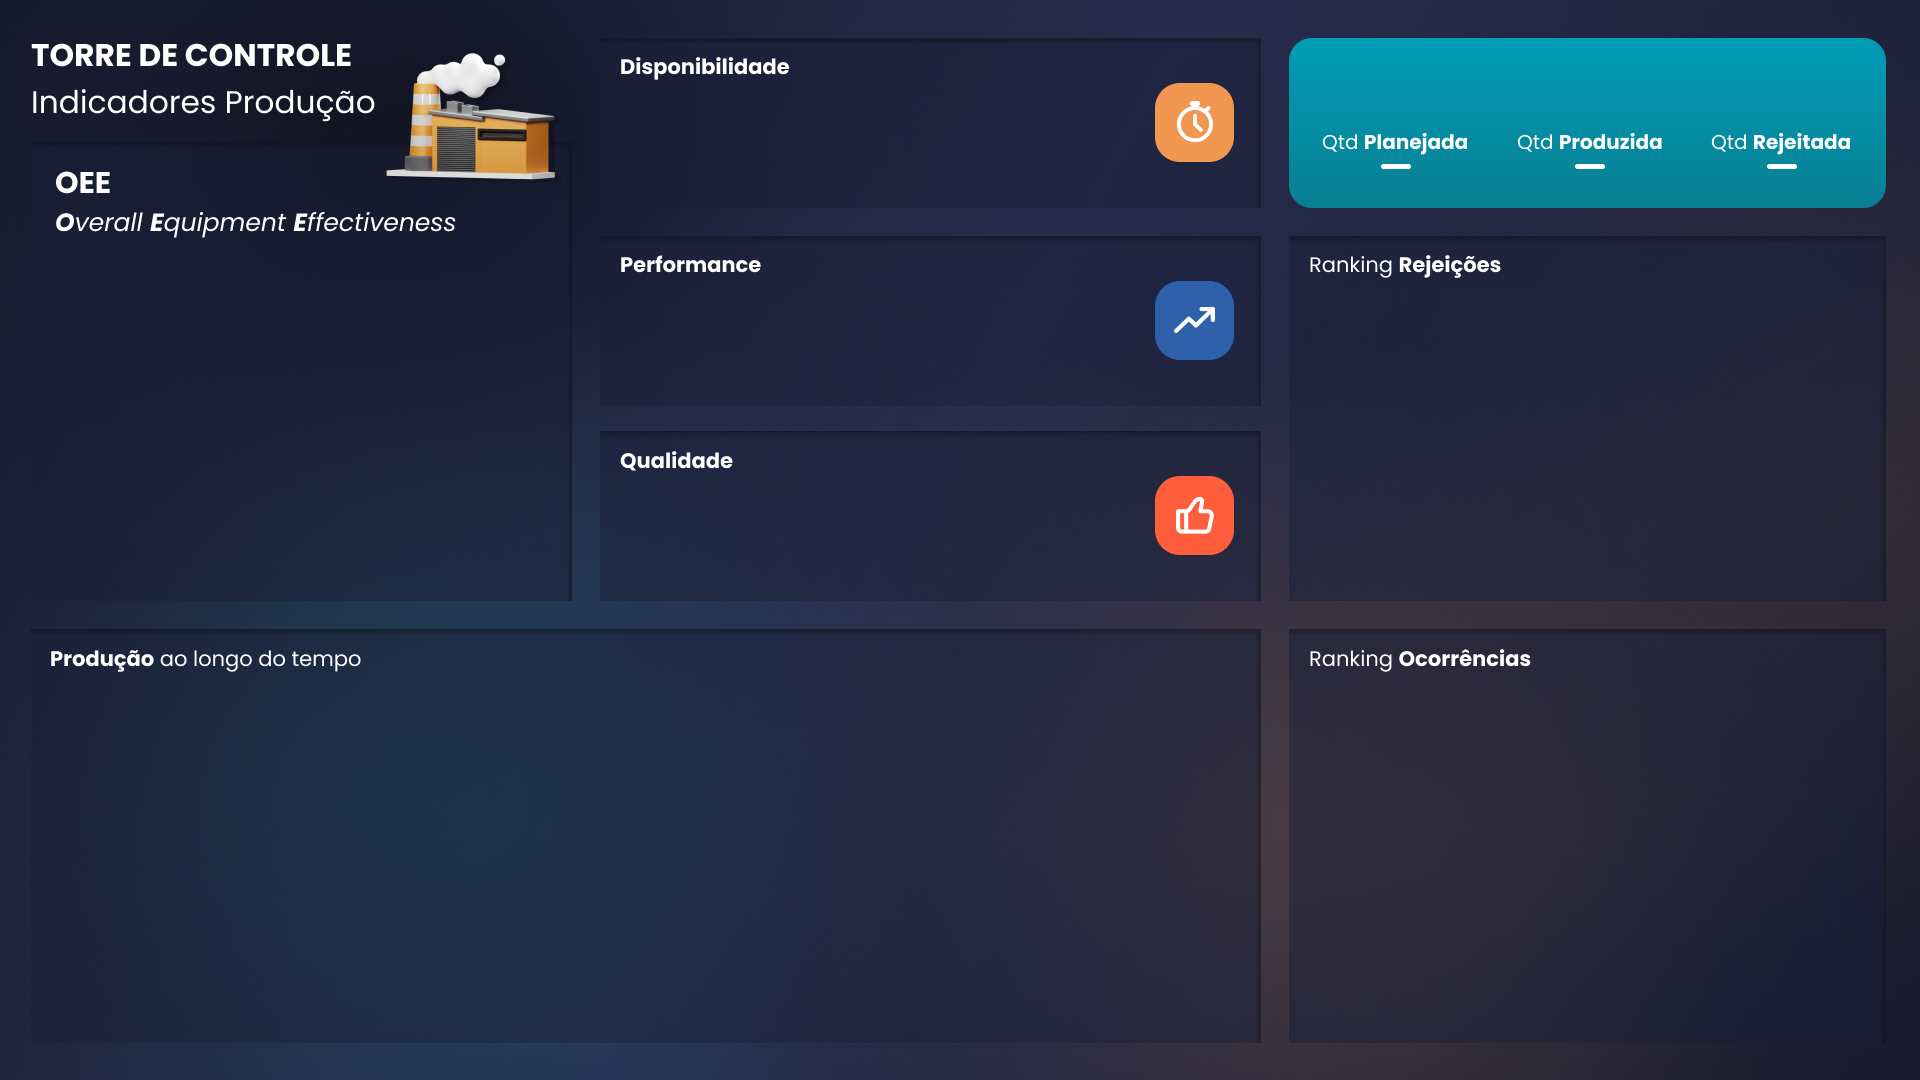 TORRE DE CONTROLE
Indicadores Produção
OEE
Overall Equipment Effectiveness
Disponibilidade
Performance
Qualidade
Qtd Planejada
Qtd Produzida
Qtd Rejeitada
Ranking Rejeições
Produção ao longo do tempo
Ranking Ocorrências